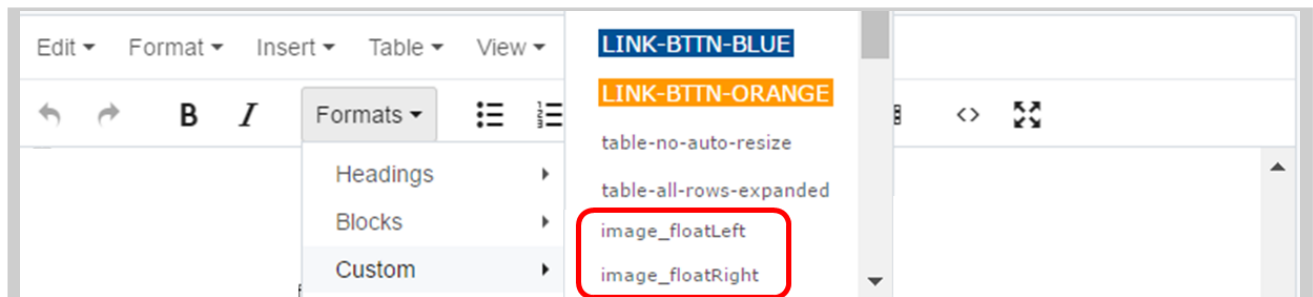 Edit Format Insert Table View
B I Formats
Headings
Blocks
Custom
LINK-BTTN-BLUE
LINK-BTTN-ORANGE
table-no-auto-resize
table-all-rows-expanded
image_floatLeft
image_floatRight